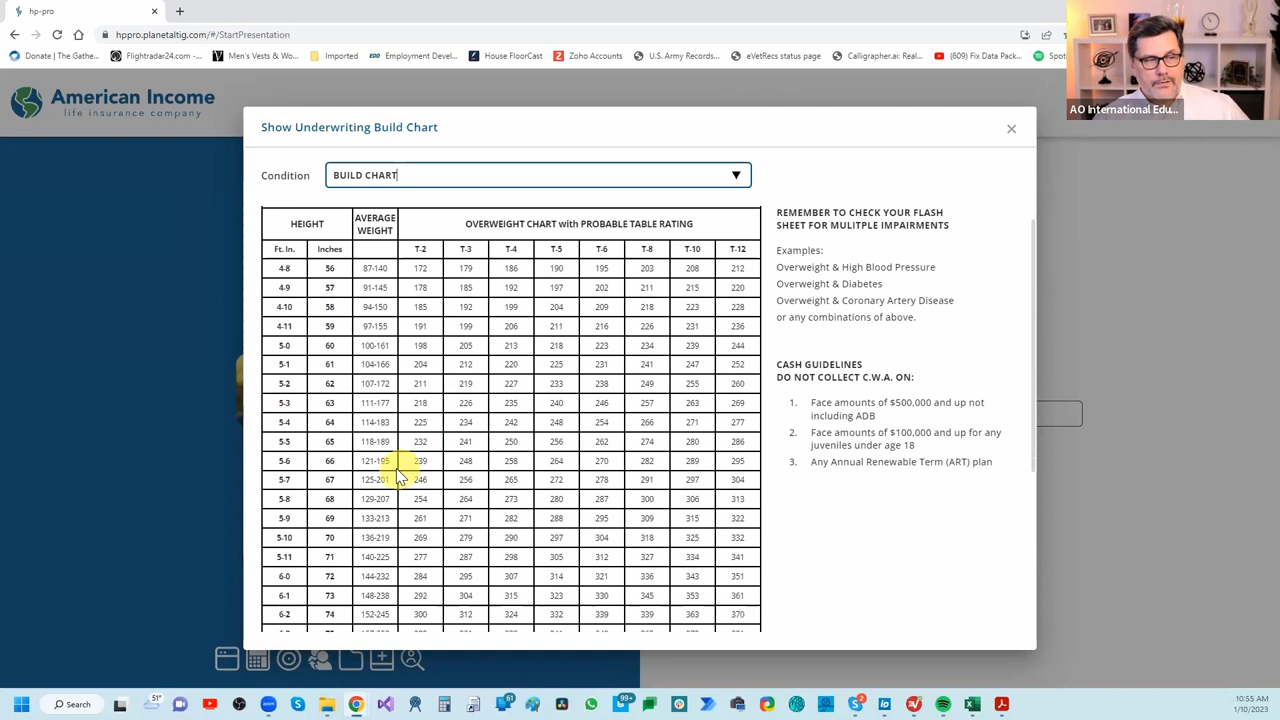 hp-pro
hppro.planetaltig.com/#/StartPresentation
Donate | The Gathe... Flightradar24.com -... Men's Vests & Wo... Imported EDD Employment Devel... House FloorCast Zoho Accounts U.S. Army Records... eVetRecs status page Calligrapher.ai: Real... (609) Fix Data Pack... Spot
AO International Edu...
American Income
life insurance company
Show Underwriting Build Chart
Condition BUILD CHART
HEIGHT AVERAGE WEIGHT OVERWEIGHT CHART with PROBABLE TABLE RATING
Ft. In. Inches T-2 T-3 T-4 T-5 T-6 T-8 T-10 T-12
4-8 56 87-140 172 179 186 190 195 203 208 212
4-9 57 91-145 178 185 192 197 202 211 215 220
4-10 58 94-150 185 192 199 204 209 218 223 228
4-11 59 97-155 191 199 206 211 216 226 231 236
5-0 60 100-161 198 205 213 218 223 234 239 244
5-1 61 104-166 204 212 220 225 231 241 247 252
5-2 62 107-172 211 219 227 233 238 249 255 260
5-3 63 111-177 218 226 235 240 246 257 263 269
5-4 64 114-183 225 234 242 248 254 266 271 277
5-5 65 118-189 232 241 250 256 262 274 280 286
5-6 66 121-195 239 248 258 264 270 282 289 295
5-7 67 125-201 246 256 265 272 278 291 297 304
5-8 68 129-207 254 264 273 280 287 300 306 313
5-9 69 133-213 261 271 282 288 295 309 315 322
5-10 70 136-219 269 279 290 297 304 318 325 332
5-11 71 140-225 277 287 298 305 312 327 334 341
6-0 72 144-232 284 295 307 314 321 336 343 351
6-1 73 148-238 292 304 315 323 330 345 353 361
6-2 74 152-245 300 312 324 332 339 339 363 370
REMEMBER TO CHECK YOUR FLASH
SHEET FOR MULITPLE IMPAIRMENTS
Examples:
Overweight & High Blood Pressure
Overweight & Diabetes
Overweight & Coronary Artery Disease
or any combinations of above.
CASH GUIDELINES
DO NOT COLLECT C.W.A. ON:
1. Face amounts of $500,000 and up not
including ADB
2. Face amounts of $100,000 and up for any
juveniles under age 18
3. Any Annual Renewable Term (ART) plan
51°
Search
61
99+
2
10:55 AM
1/10/2023